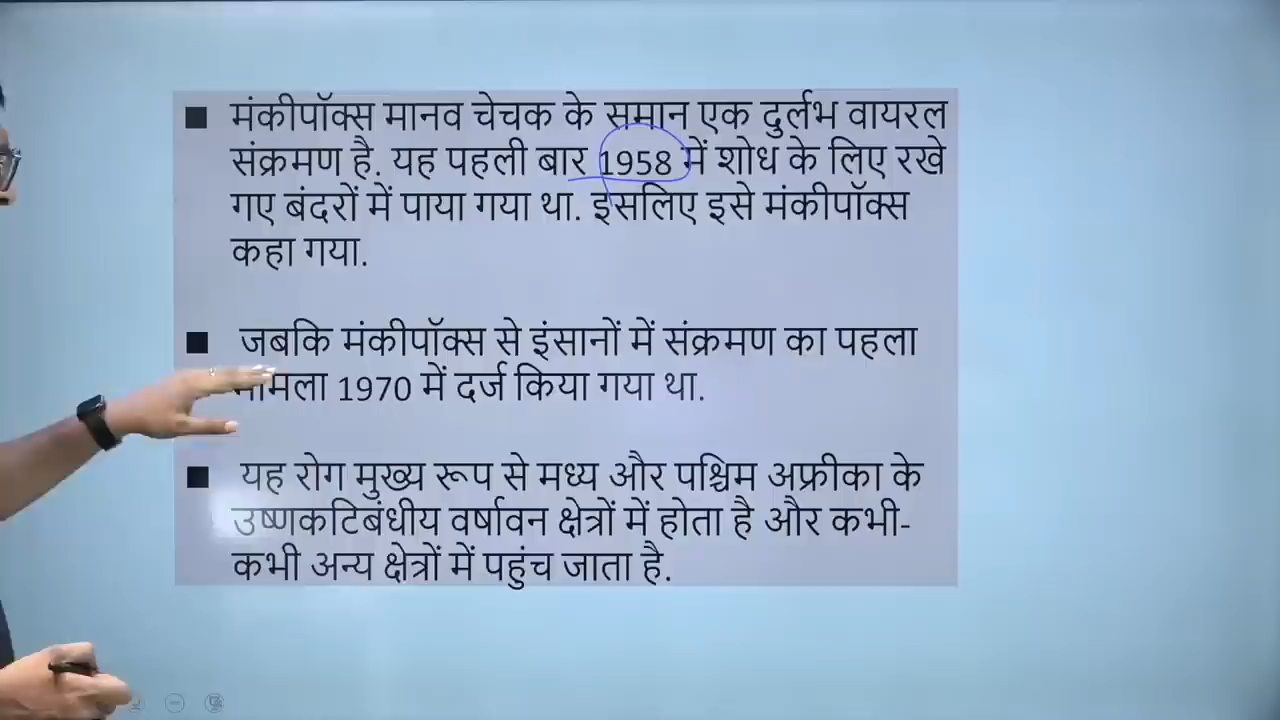 ■ मंकीपॉक्स मानव चेचक के समान एक दुर्लभ वायरल
संक्रमण है. यह पहली बार 1958 में शोध के लिए रखे
गए बंदरों में पाया गया था. इसलिए इसे मंकीपॉक्स
कहा गया.
■ जबकि मंकीपॉक्स से इंसानों में संक्रमण का पहला
मामला 1970 में दर्ज किया गया था.
■ यह रोग मुख्य रूप से मध्य और पश्चिम अफ्रीका के
उष्णकटिबंधीय वर्षावन क्षेत्रों में होता है और कभी-
कभी अन्य क्षेत्रों में पहुंच जाता है.